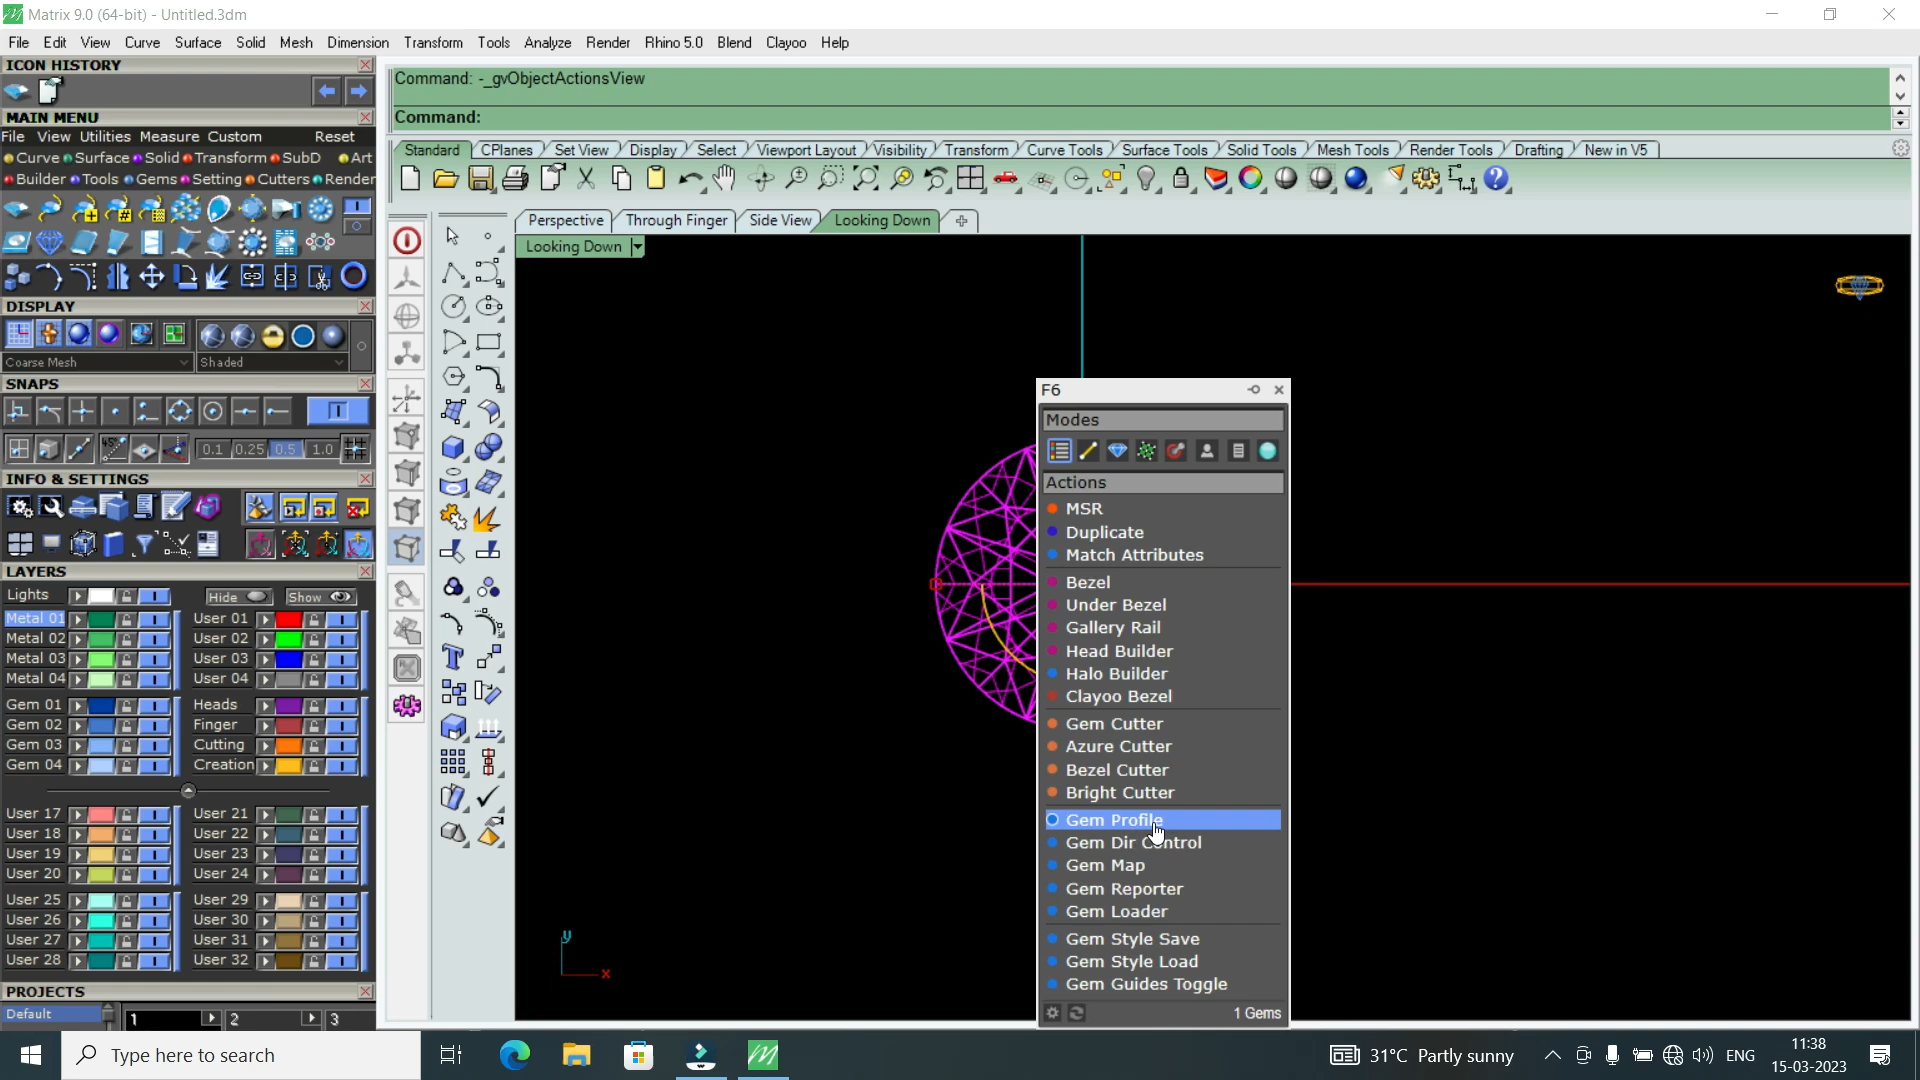 Matrix 9.0 (64-bit) - Untitled.3dm
File Edit View Curve Surface Solid Mesh Dimension Transform Tools Analyze Render Rhino 5.0 Blend Clayoo Help
ICON HISTORY
MAIN MENU
File View Utilities Measure Custom Reset
Curve Surface Solid Transform SubD Art
Builder Tools Gems Setting Cutters Render
DISPLAY
Coarse Mesh Shaded
SNAPS
0.1 0.25 0.5 1.0
INFO & SETTINGS
LAYERS
Lights Hide Show
Metal 01 User 01
Metal 02 User 02
Metal 03 User 03
Metal 04 User 04
Gem 01 Heads
Gem 02 Finger
Gem 03 Cutting
Gem 04 Creation
User 17 User 21
User 18 User 22
User 19 User 23
User 20 User 24
User 25 User 29
User 26 User 30
User 27 User 31
User 28 User 32
PROJECTS
Default 1 2 3
Command: -_gvObjectActionsView
Command:
Standard CPlanes Set View Display Select Viewport Layout Visibility Transform Curve Tools Surface Tools Solid Tools Mesh Tools Render Tools Drafting New in V5
Perspective Through Finger Side View Looking Down
Looking Down
y
x
F6
Modes
Actions
MSR
Duplicate
Match Attributes
Bezel
Under Bezel
Gallery Rail
Head Builder
Halo Builder
Clayoo Bezel
Gem Cutter
Azure Cutter
Bezel Cutter
Bright Cutter
Gem Profile
Gem Dir Control
Gem Map
Gem Reporter
Gem Loader
Gem Style Save
Gem Style Load
Gem Guides Toggle
1 Gems
Type here to search
31°C Partly sunny
ENG
11:38
15-03-2023